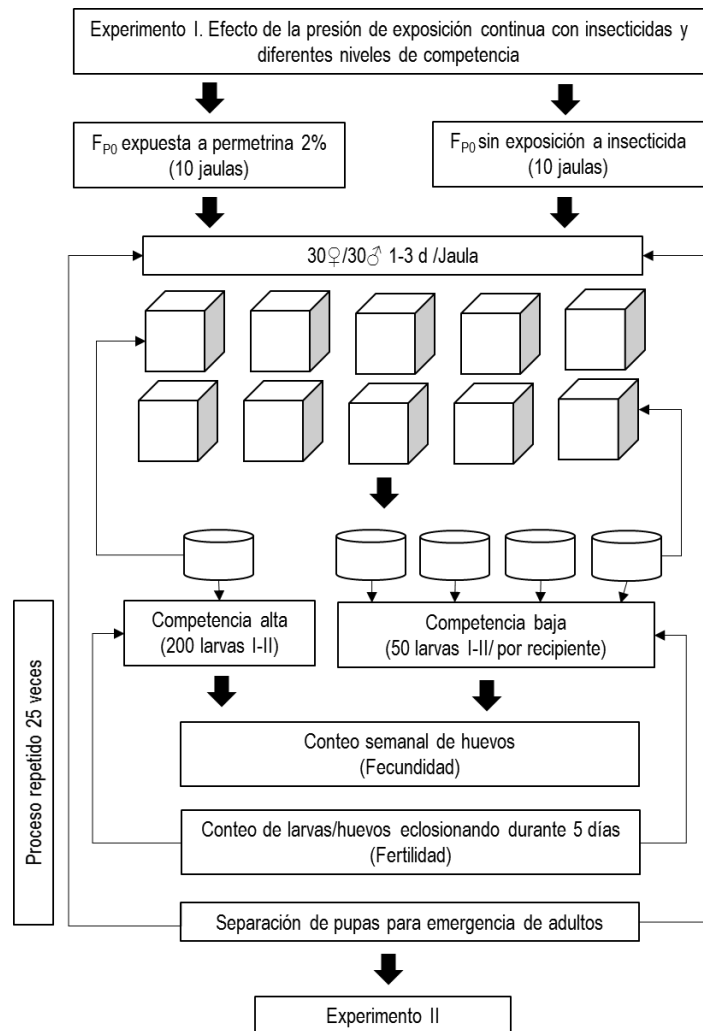 Experimento I. Efecto de la presión de exposición continua con insecticidas y
diferentes niveles de competencia
FP0 expuesta a permetrina 2%
(10 jaulas)
FP0 sin exposición a insecticida
(10 jaulas)
30♀/30♂ 1-3 d /Jaula
Competencia alta
(200 larvas I-II)
Competencia baja
(50 larvas I-II/ por recipiente)
Conteo semanal de huevos
(Fecundidad)
Conteo de larvas/huevos eclosionando durante 5 días
(Fertilidad)
Proceso repetido 25 veces
Separación de pupas para emergencia de adultos
Experimento II